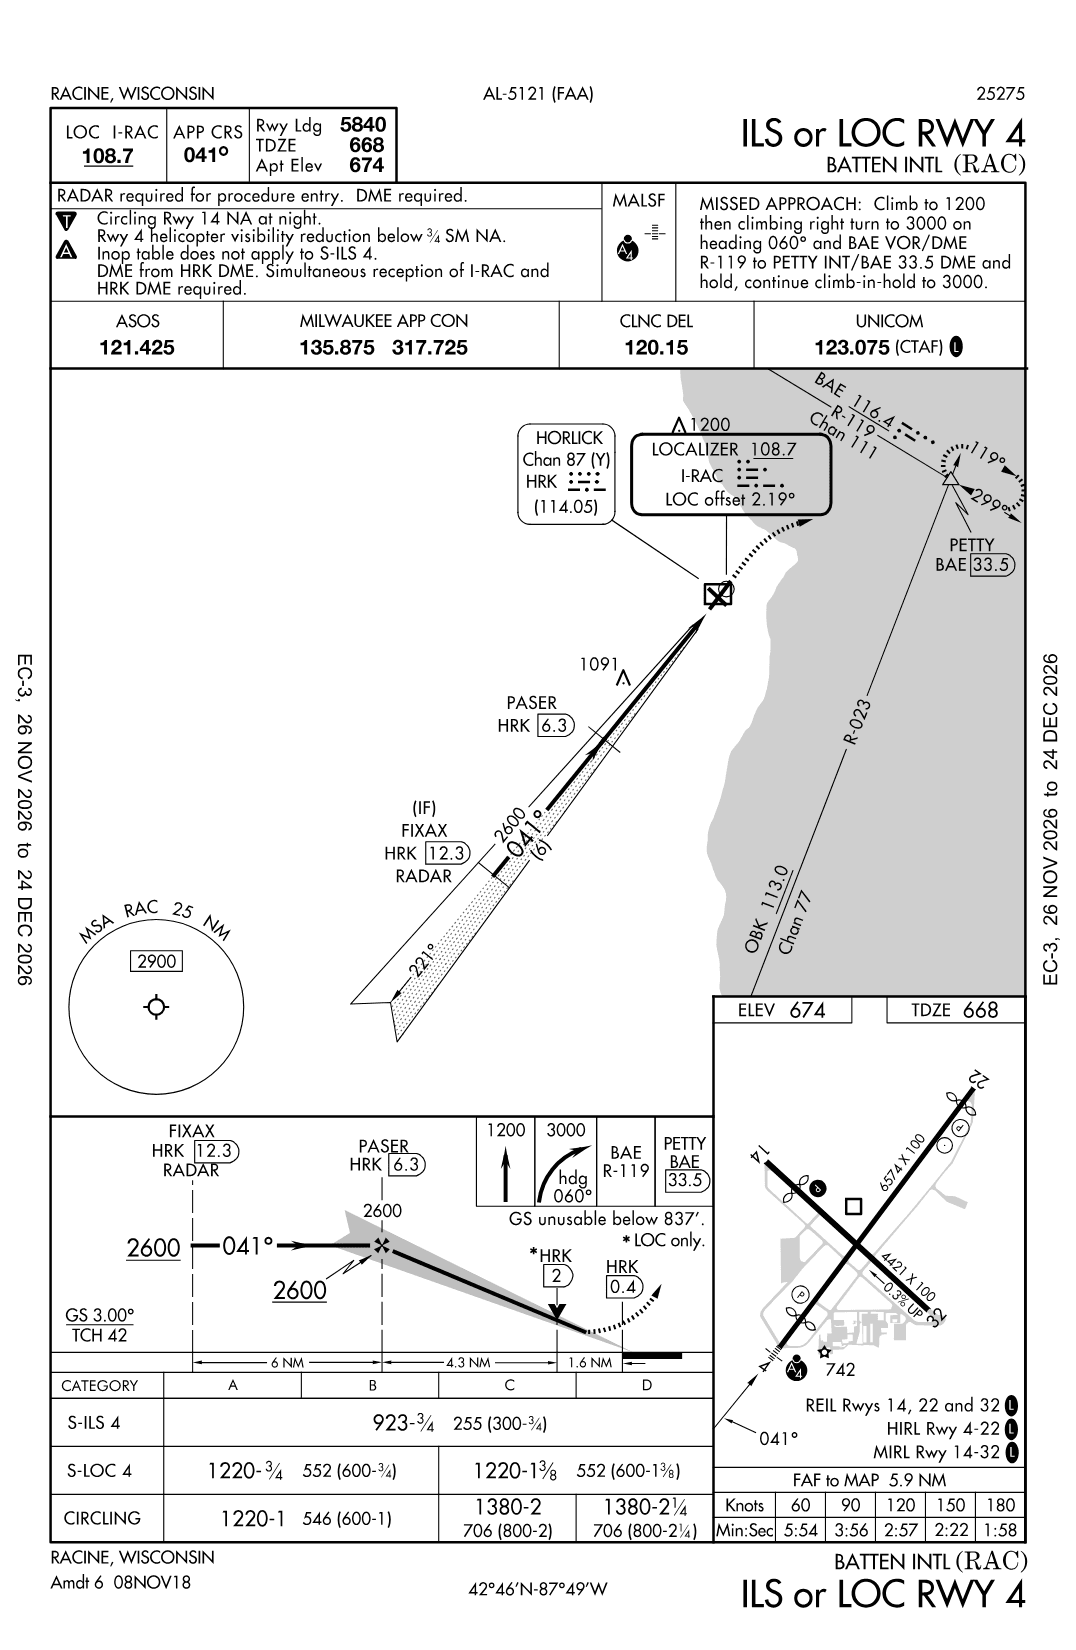 RACINE, WISCONSIN
AL-5121 (FAA)
25275
LOC I-RAC
108.7
APP CRS
041°
Rwy Ldg 5840
TDZE 668
Apt Elev 674
ILS or LOC RWY 4
BATTEN INTL (RAC)
RADAR required for procedure entry. DME required.
T
Circling Rwy 14 NA at night.
Rwy 4 helicopter visibility reduction below ¾ SM NA.
A
Inop table does not apply to S-ILS 4.
DME from HRK DME. Simultaneous reception of I-RAC and
HRK DME required.
MALSF
A4
MISSED APPROACH: Climb to 1200
then climbing right turn to 3000 on
heading 060° and BAE VOR/DME
R-119 to PETTY INT/BAE 33.5 DME and
hold, continue climb-in-hold to 3000.
ASOS
121.425
MILWAUKEE APP CON
135.875 317.725
CLNC DEL
120.15
UNICOM
123.075 (CTAF) L
BAE 116.4
R-119
Chan 111
1200
HORLICK
Chan 87 (Y)
HRK
(114.05)
LOCALIZER 108.7
I-RAC
LOC offset 2.19°
119°
299°
PETTY
BAE 33.5
1091
PASER
HRK 6.3
R-023
(IF)
FIXAX
HRK 12.3
RADAR
2600
041°
(6)
221°
OBK 113.0
Chan 77
MSA RAC 25 NM
2900
EC-3, 26 NOV 2026 to 24 DEC 2026
EC-3, 26 NOV 2026 to 24 DEC 2026
ELEV 674
TDZE 668
22
14
6574 X 100
P
P
4421 X 100
0.3% UP
32
P
4
A4
742
041°
REIL Rwys 14, 22 and 32 L
HIRL Rwy 4-22 L
MIRL Rwy 14-32 L
FAF to MAP 5.9 NM
Knots 60 90 120 150 180
Min:Sec 5:54 3:56 2:57 2:22 1:58
FIXAX
HRK 12.3
RADAR
PASER
HRK 6.3
2600
1200
3000
hdg
060°
BAE
R-119
PETTY
BAE
33.5
GS unusable below 837'.
* LOC only.
2600
041°
2600
*HRK
2
HRK
0.4
GS 3.00°
TCH 42
6 NM
4.3 NM
1.6 NM
CATEGORY A B C D
S-ILS 4 923-¾ 255 (300-¾)
S-LOC 4 1220-¾ 552 (600-¾) 1220-1⅜ 552 (600-1⅜)
CIRCLING 1220-1 546 (600-1) 1380-2 706 (800-2) 1380-2¼ 706 (800-2¼)
RACINE, WISCONSIN
Amdt 6 08NOV18
42°46'N-87°49'W
BATTEN INTL (RAC)
ILS or LOC RWY 4